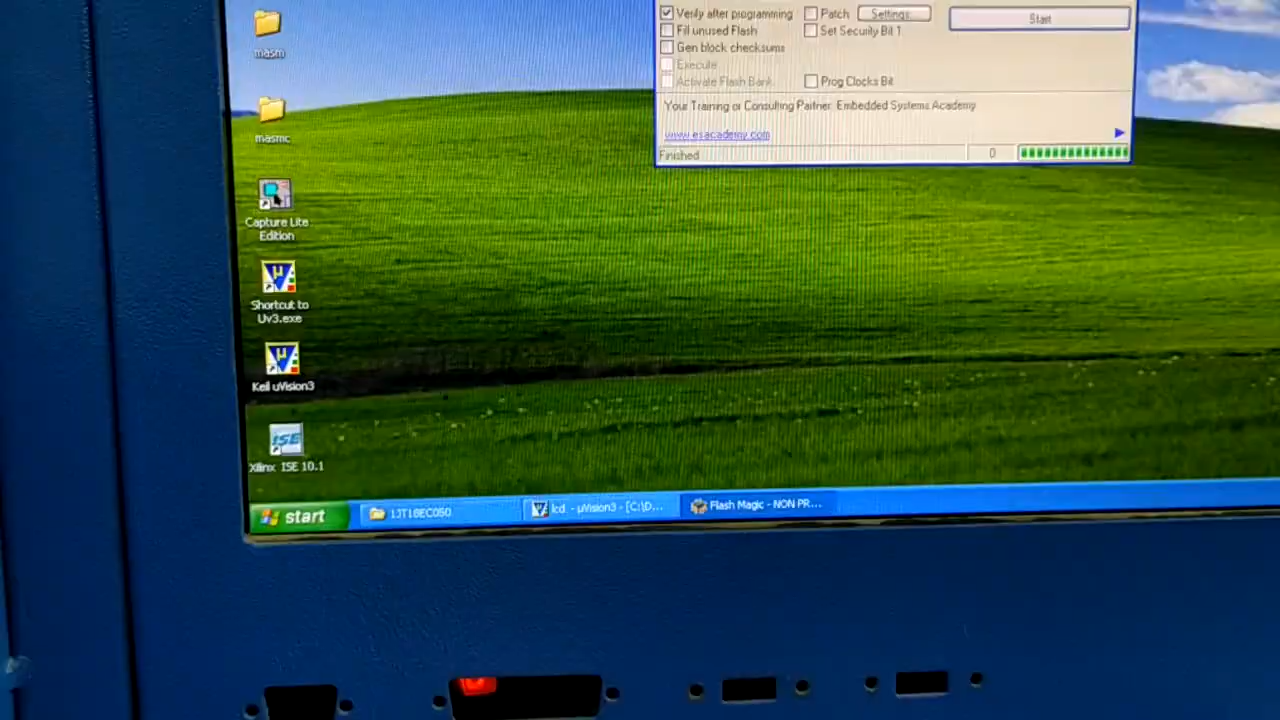 masm
masmc
Capture Lite
Edition
Shortcut to
Uv3.exe
Keil uVision3
ISE
Xilinx ISE 10.1
Verify after programming
Patch
Settings
Start
Fill unused Flash
Set Security Bit 1
Gen block checksums
Execute
Activate Flash Bank
Prog Clocks Bit
Your Training or Consulting Partner: Embedded Systems Academy
www.esacademy.com
Finished
0
start
1JT18EC050
lcd - µVision3 - [C:\D...
Flash Magic - NON PR...